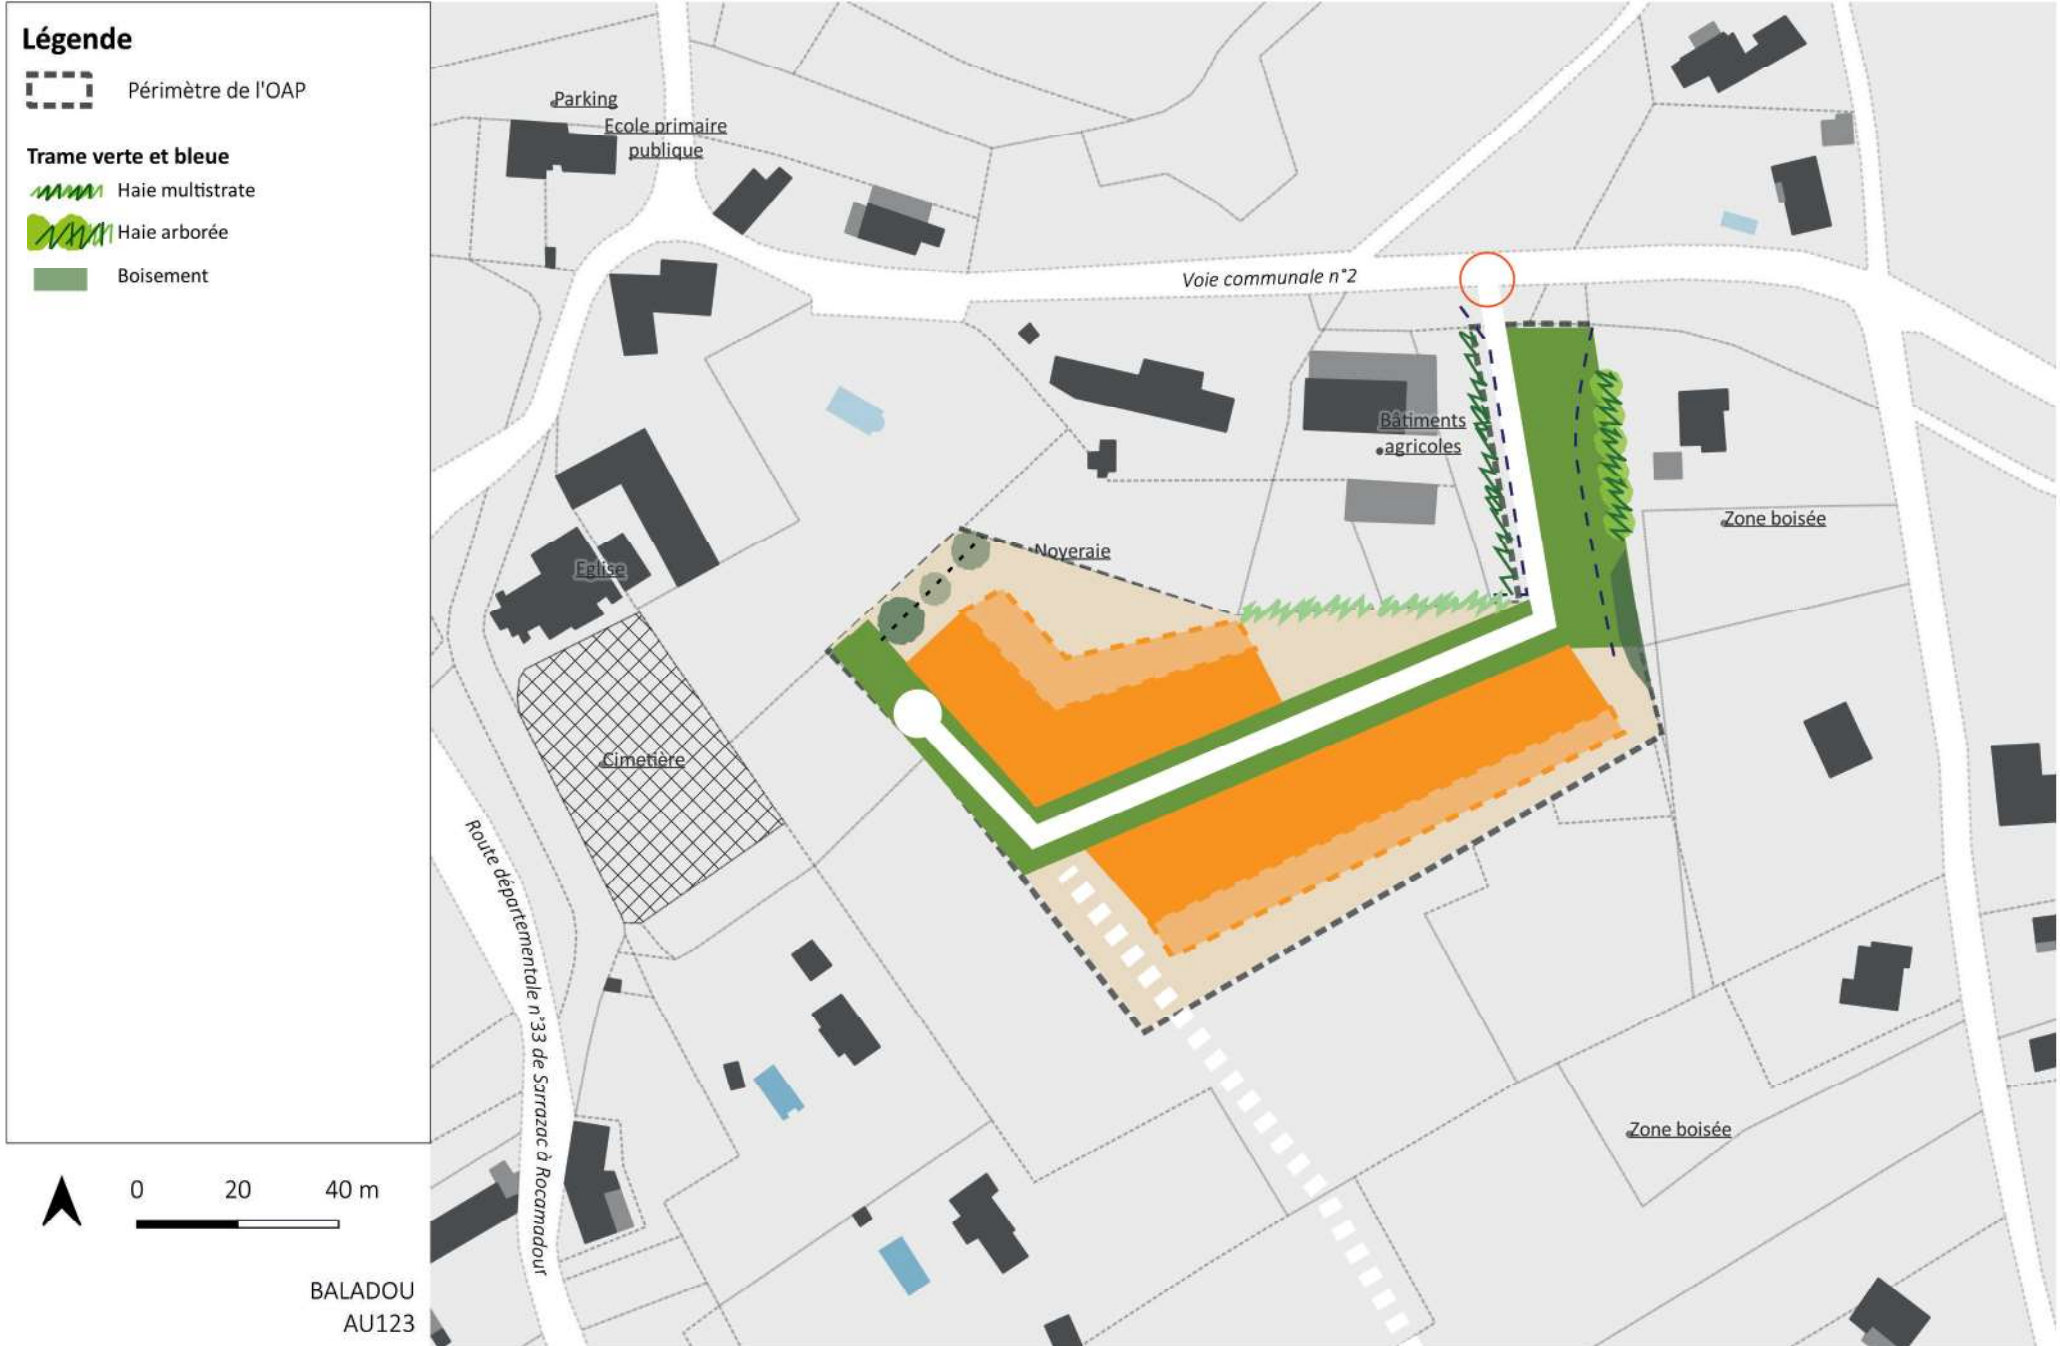 Légende
Périmètre de l'OAP
Trame verte et bleue
Haie multistrate
Haie arborée
Boisement
0 20 40 m
BALADOU
AU123
Parking
Ecole primaire
publique
Voie communale n°2
Bâtiments
agricoles
Zone boisée
Noyeraie
Eglise
Cimetière
Route départementale n°33 de Sarrazac à Rocamadour
Zone boisée